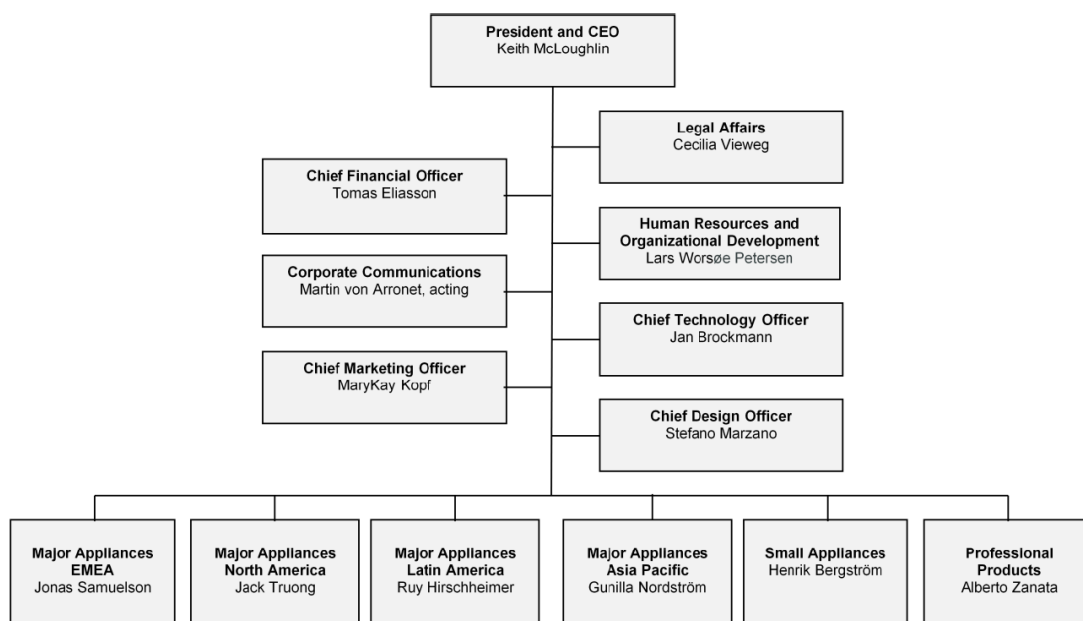 President and CEO
Keith McLoughlin
Legal Affairs
Cecilia Vieweg
Chief Financial Officer
Tomas Eliasson
Human Resources and
Organizational Development
Lars Worsøe Petersen
Corporate Communications
Martin von Arronet, acting
Chief Technology Officer
Jan Brockmann
Chief Marketing Officer
MaryKay Kopf
Chief Design Officer
Stefano Marzano
Major Appliances
EMEA
Jonas Samuelson
Major Appliances
North America
Jack Truong
Major Appliances
Latin America
Ruy Hirschheimer
Major Appliances
Asia Pacific
Gunilla Nordström
Small Appliances
Henrik Bergström
Professional
Products
Alberto Zanata